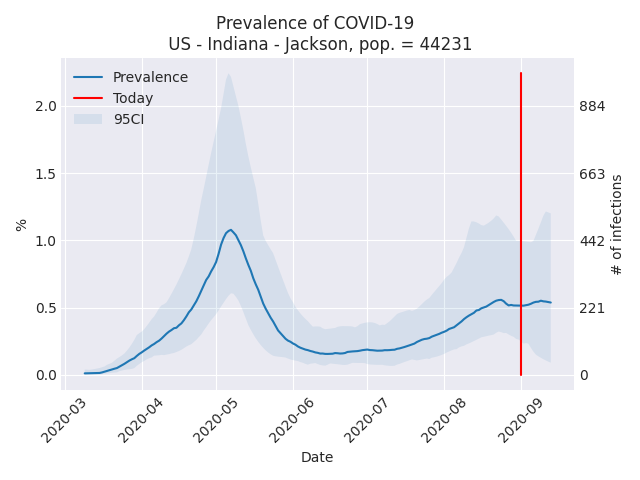 Prevalence of COVID-19
US - Indiana - Jackson, pop. = 44231
Prevalence
Today
95CI
2.0
1.5
1.0
0.5
0.0
%
884
663
442
221
0
# of infections
2020-03
2020-04
2020-05
2020-06
2020-07
2020-08
2020-09
Date